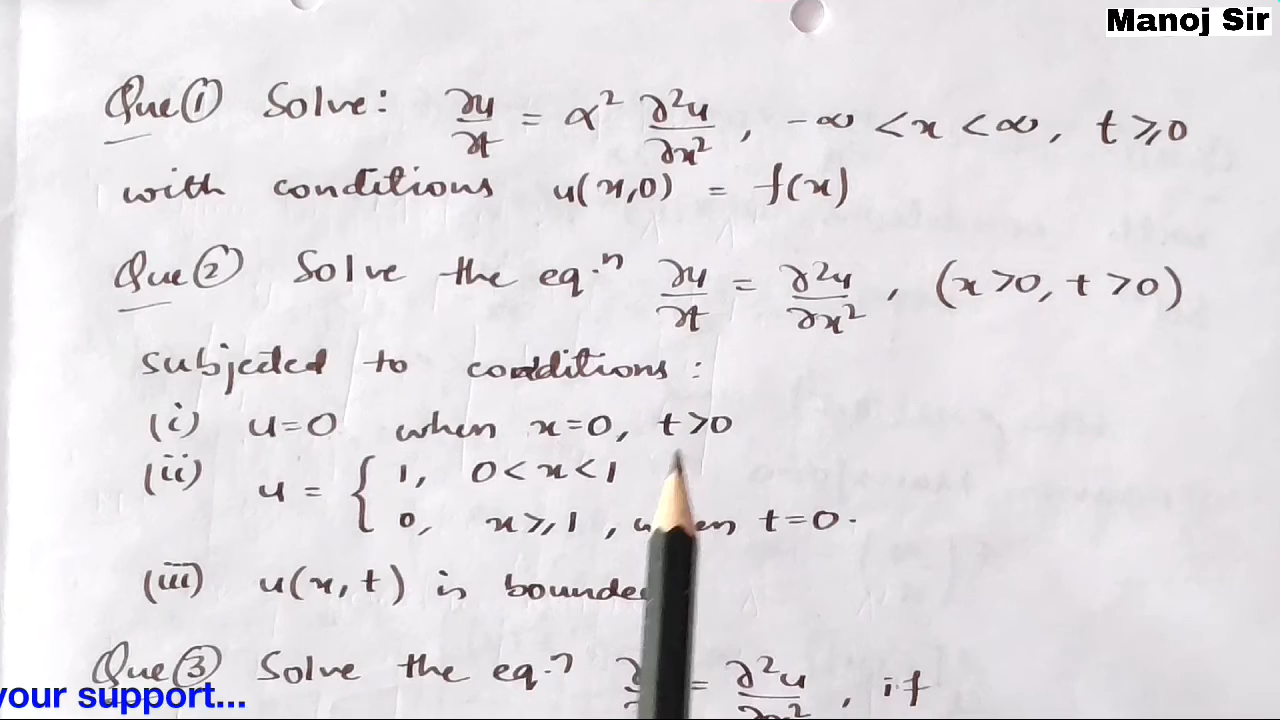 Manoj Sir
Que ① Solve: ∂u/∂t = α² ∂²u/∂x², -∞ < x < ∞, t ≥ 0
with conditions u(x,0) = f(x)
Que ② Solve the eq.ⁿ ∂u/∂t = ∂²u/∂x², (x>0, t>0)
subjected to conditions:
(i) u=0 when x=0, t>0
(ii) u = { 1, 0<x<1
0, x≥1, t=0.
(iii) u(x,t) is
Que ③ Solve the eq.ⁿ = ∂²u/∂x², if
your support...